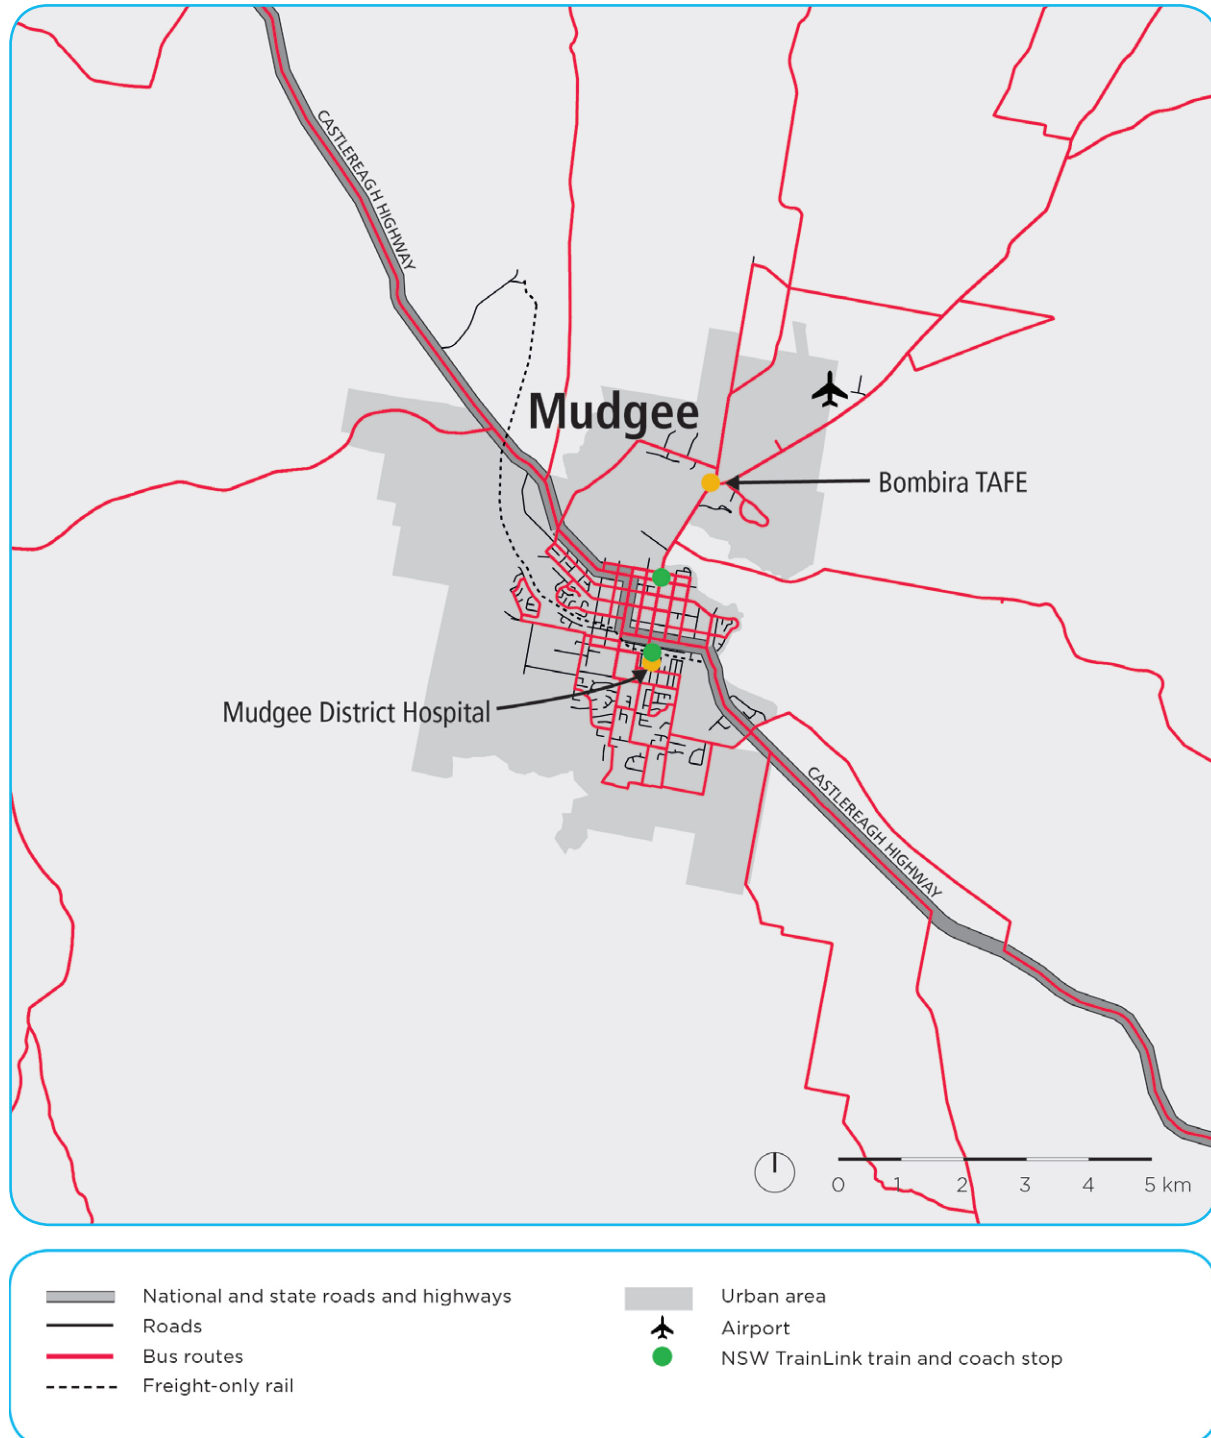 CASTLEREAGH HIGHWAY
Mudgee
Bombira TAFE
Mudgee District Hospital
CASTLEREAGH HIGHWAY
0 1 2 3 4 5 km
National and state roads and highways
Roads
Bus routes
Freight-only rail
Urban area
Airport
NSW TrainLink train and coach stop